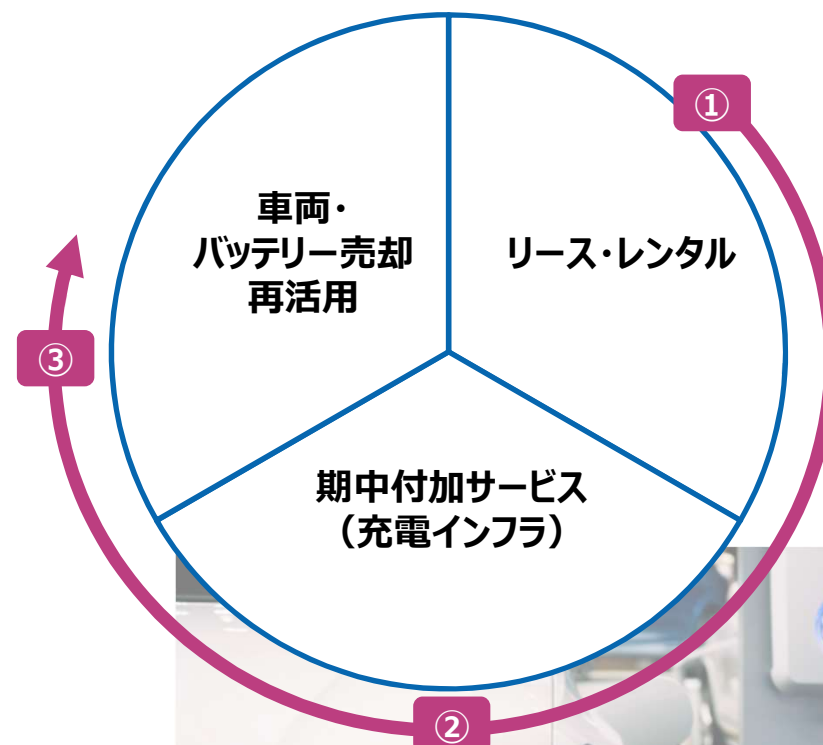 ①
リース・レンタル
②
期中付加サービス
（充電インフラ）
③
車両・
バッテリー売却
再活用